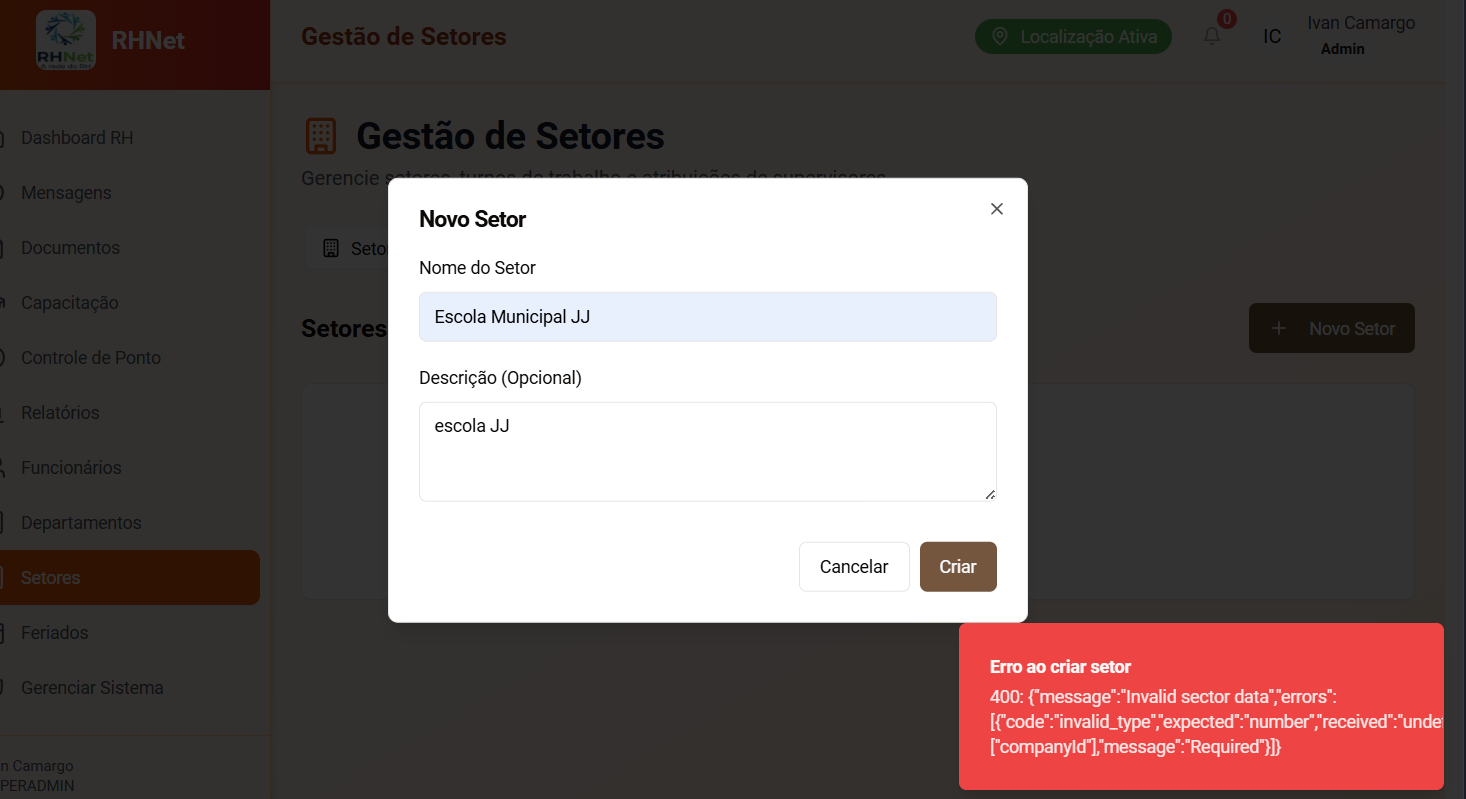 RHNet
A rede do RH
RHNet
Gestão de Setores
Localização Ativa
0
IC
Ivan Camargo
Admin
Dashboard RH
Mensagens
Documentos
Capacitação
Controle de Ponto
Relatórios
Funcionários
Departamentos
Setores
Feriados
Gerenciar Sistema
n Camargo
PERADMIN
Gestão de Setores
Gerencie setores, turnos de trabalho e atribuições de supervisores
Seto
Setores
Novo Setor
Novo Setor
Nome do Setor
Escola Municipal JJ
Descrição (Opcional)
escola JJ
Cancelar
Criar
Erro ao criar setor
400: {"message":"Invalid sector data","errors":
[{"code":"invalid_type","expected":"number","received":"unde
["companyId"],"message":"Required"}]}